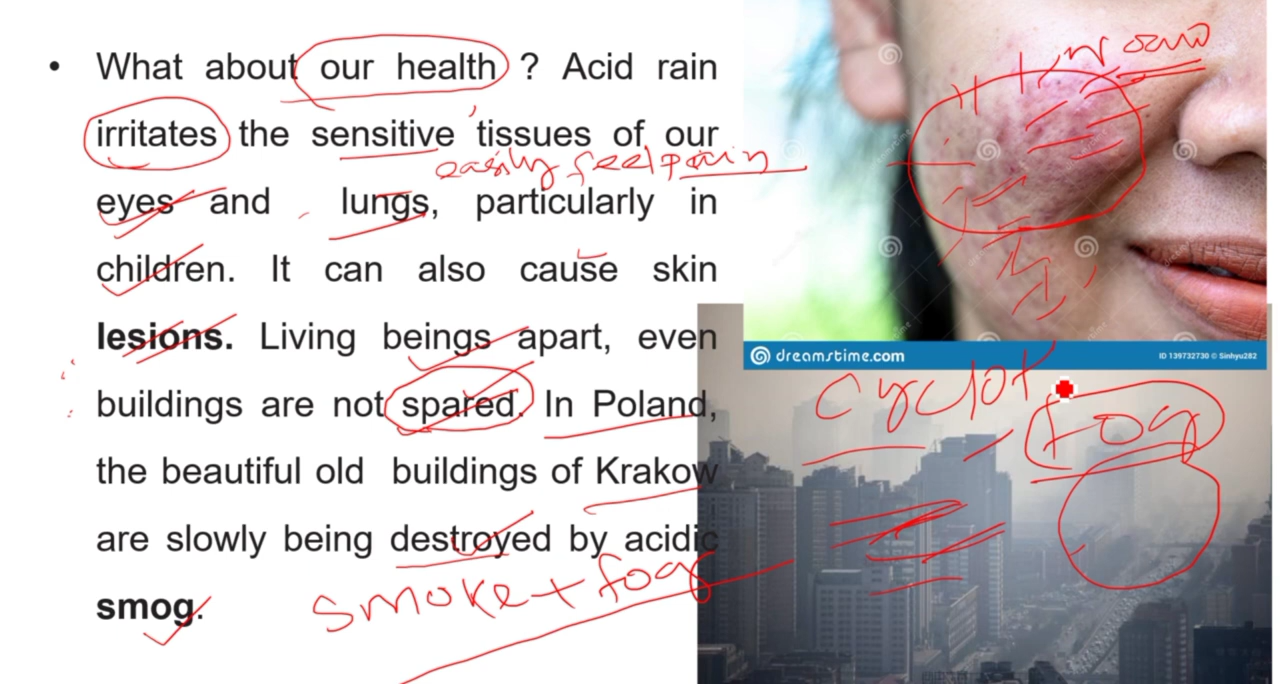 • What about our health ? Acid rain
irritates the sensitive tissues of our
easily feel pain
eyes and lungs, particularly in
children. It can also cause skin
lesions. Living beings apart, even
buildings are not spared. In Poland,
the beautiful old buildings of Krakow
are slowly being destroyed by acidic
smog.
smoke + fog
dreamstime.com
ID 139732730 © Sinhyu282
fog